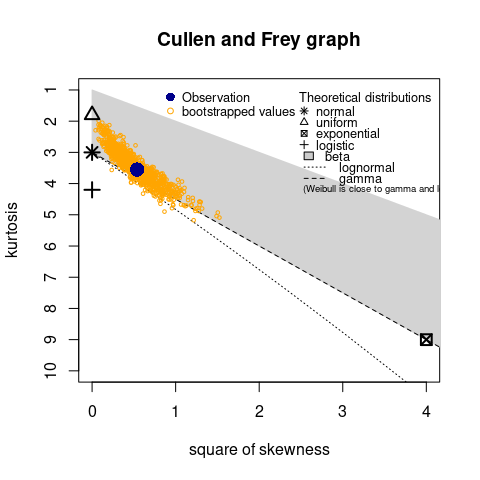 Cullen and Frey graph
Observation
bootstrapped values
Theoretical distributions
normal
uniform
exponential
logistic
beta
lognormal
gamma
(Weibull is close to gamma and l
kurtosis
1
2
3
4
5
6
7
8
9
10
0
1
2
3
4
square of skewness